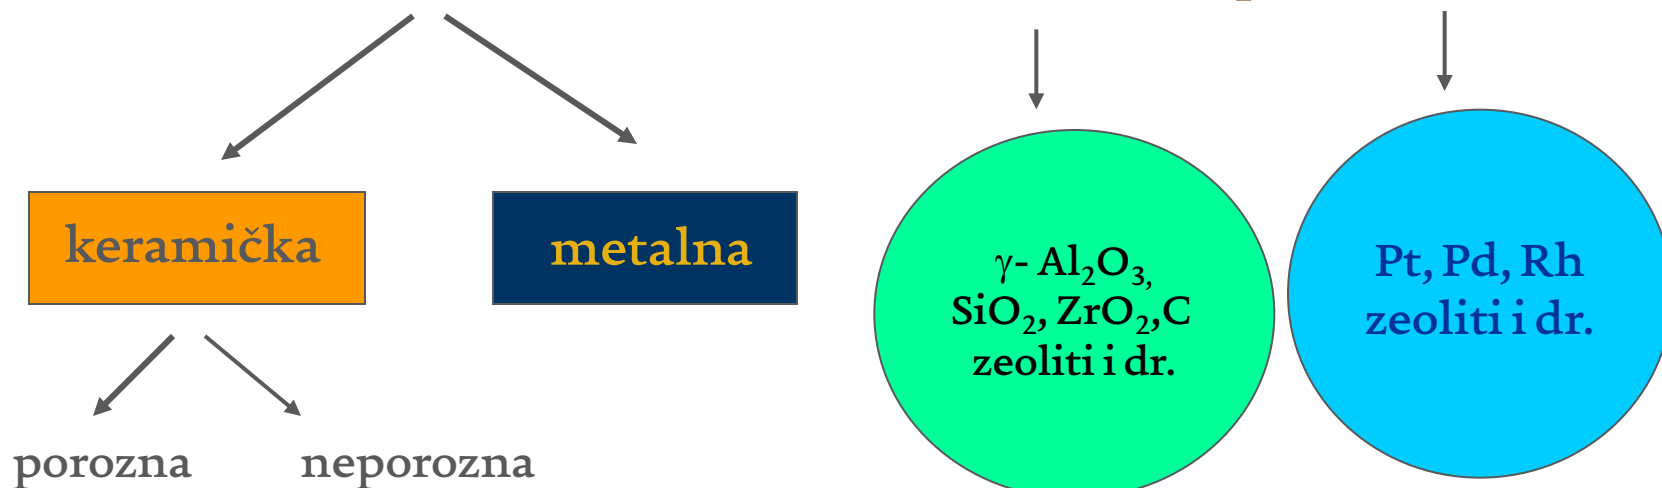 keramička
metalna
porozna
neporozna
γ- Al₂O₃,
SiO₂, ZrO₂,C
zeoliti i dr.
Pt, Pd, Rh
zeoliti i dr.